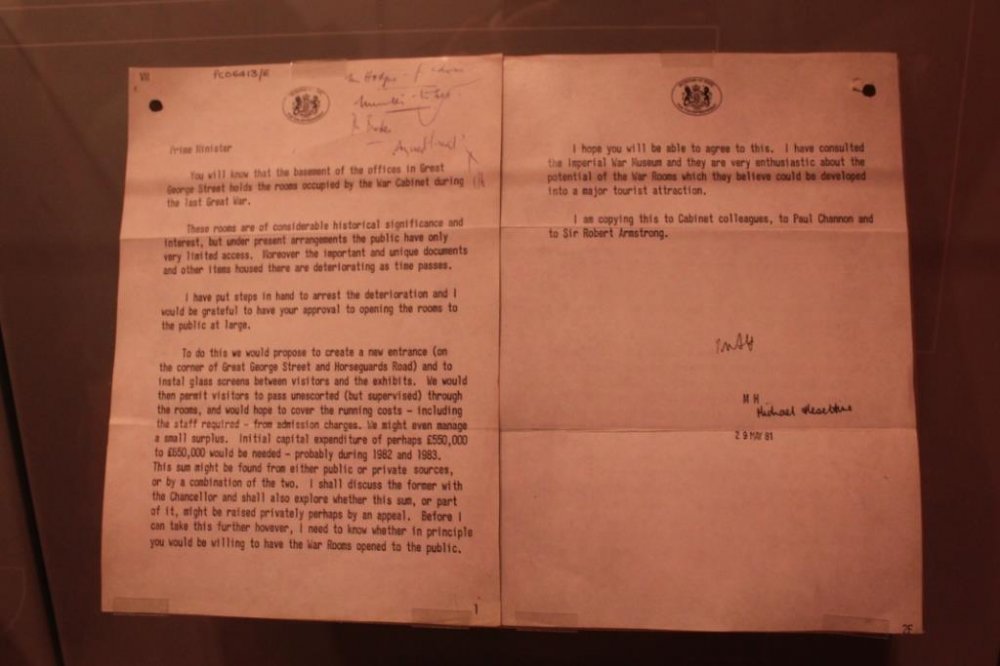 VII
PC06413/6
Mr Hodges
Prime Minister
You will know that the basement of the offices in Great
George Street holds the rooms occupied by the War Cabinet during
the last Great War.
These rooms are of considerable historical significance and
interest, but under present arrangements the public have only
very limited access. Moreover the important and unique documents
and other items housed there are deteriorating as time passes.
I have put steps in hand to arrest the deterioration and I
would be grateful to have your approval to opening the rooms to
the public at large.
To do this we would propose to create a new entrance (on
the corner of Great George Street and Horseguards Road) and to
instal glass screens between visitors and the exhibits. We would
then permit visitors to pass unescorted (but supervised) through
the rooms, and would hope to cover the running costs - including
the staff required - from admission charges. We might even manage
a small surplus. Initial capital expenditure of perhaps £550,000
to £650,000 would be needed - probably during 1982 and 1983.
This sum might be found from either public or private sources,
or by a combination of the two. I shall discuss the former with
the Chancellor and shall also explore whether this sum, or part
of it, might be raised privately perhaps by an appeal. Before I
can take this further however, I need to know whether in principle
you would be willing to have the War Rooms opened to the public.
1
I hope you will be able to agree to this. I have consulted
the Imperial War Museum and they are very enthusiastic about the
potential of the War Rooms which they believe could be developed
into a major tourist attraction.
I am copying this to Cabinet colleagues, to Paul Channon and
to Sir Robert Armstrong.
M H
Michael Heseltine
29 MAY 81